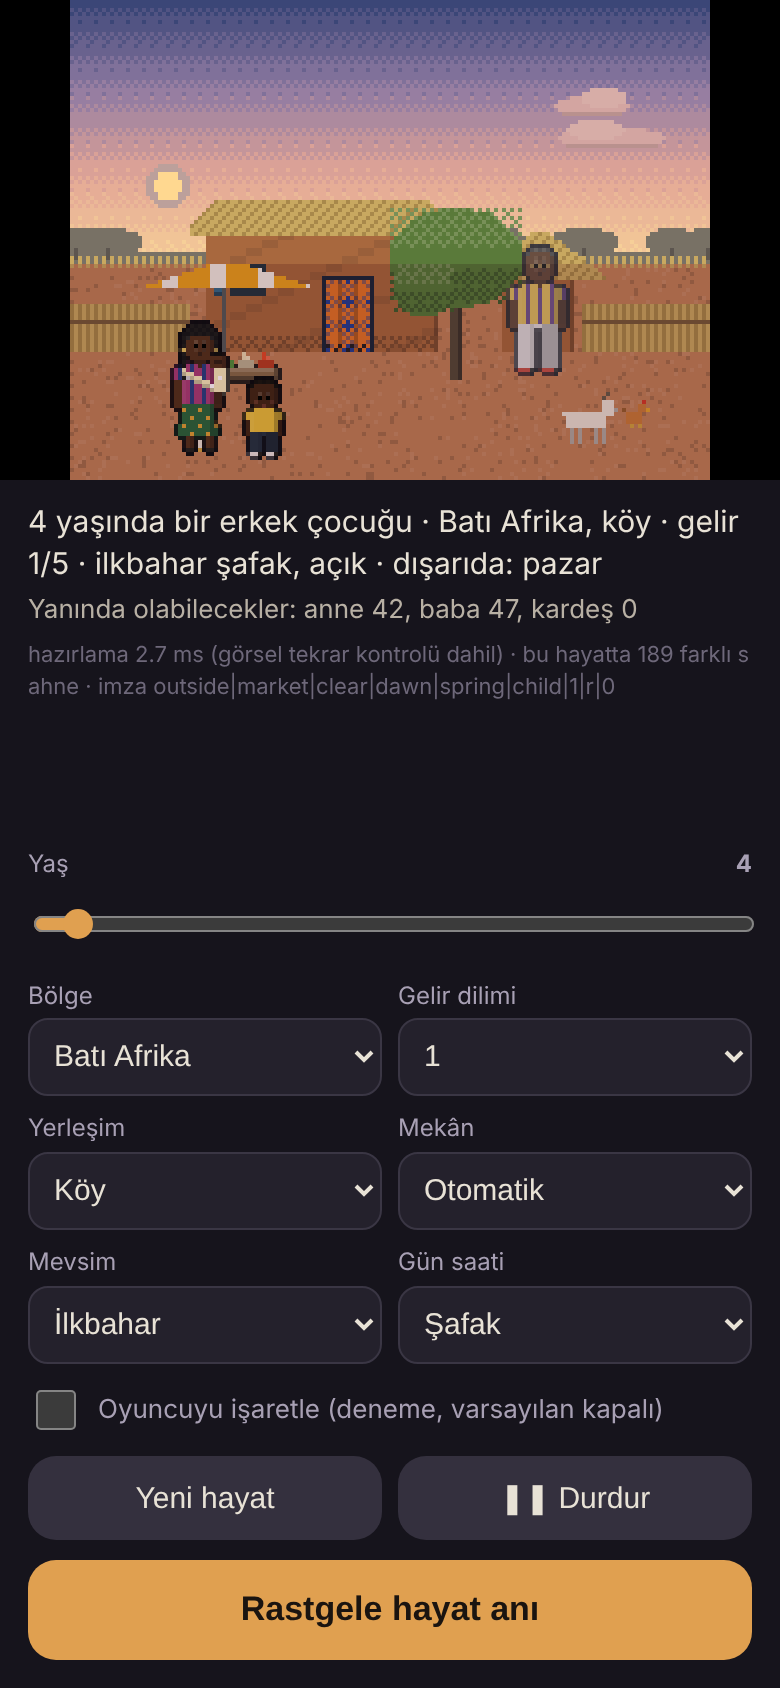 4 yaşında bir erkek çocuğu · Batı Afrika, köy · gelir
1/5 · ilkbahar şafak, açık · dışarıda: pazar
Yanında olabilecekler: anne 42, baba 47, kardeş 0
hazırlama 2.7 ms (görsel tekrar kontrolü dahil) · bu hayatta 189 farklı s
ahne · imza outside|market|clear|dawn|spring|child|1|r|0
Yaş 4
Bölge Gelir dilimi
Batı Afrika 1
Yerleşim Mekân
Köy Otomatik
Mevsim Gün saati
İlkbahar Şafak
Oyuncuyu işaretle (deneme, varsayılan kapalı)
Yeni hayat ❚❚ Durdur
Rastgele hayat anı